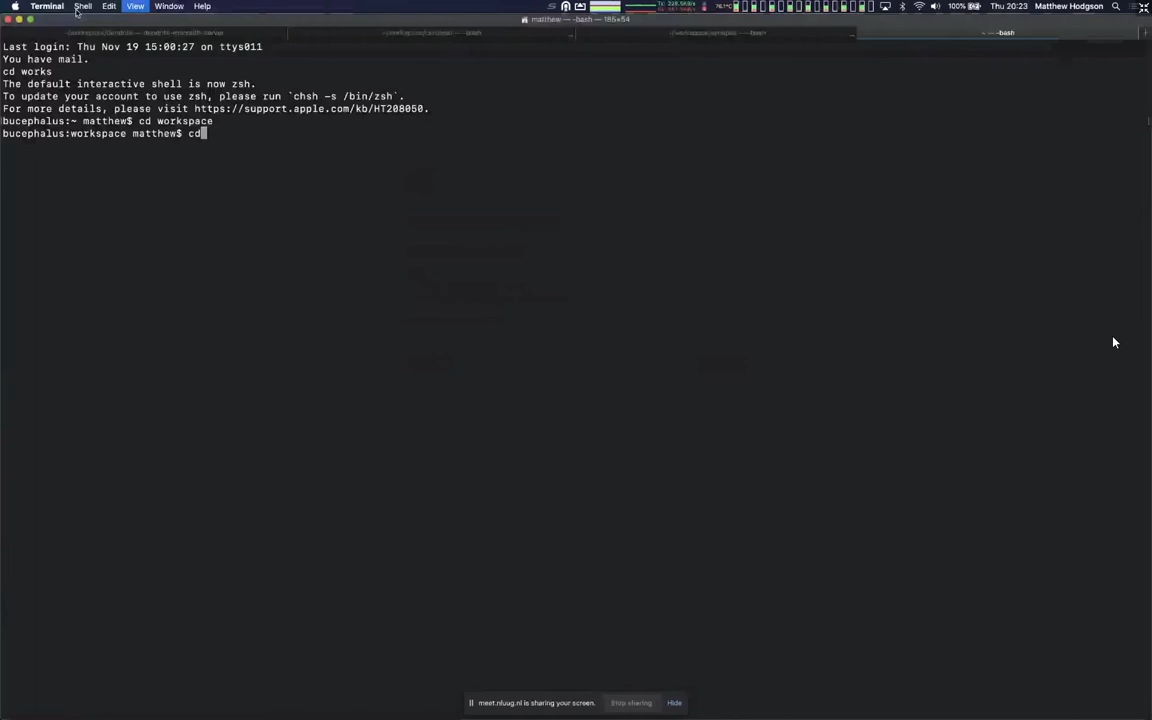 Terminal Shell Edit View Window Help 100% Thu 20:23 Matthew Hodgson
matthew — -bash — 185×54
~ — -bash
Last login: Thu Nov 19 15:00:27 on ttys011
You have mail.
cd works
The default interactive shell is now zsh.
To update your account to use zsh, please run `chsh -s /bin/zsh`.
For more details, please visit https://support.apple.com/kb/HT208050.
bucephalus:~ matthew$ cd workspace
bucephalus:workspace matthew$ cd
meet.nluug.nl is sharing your screen. Stop sharing Hide